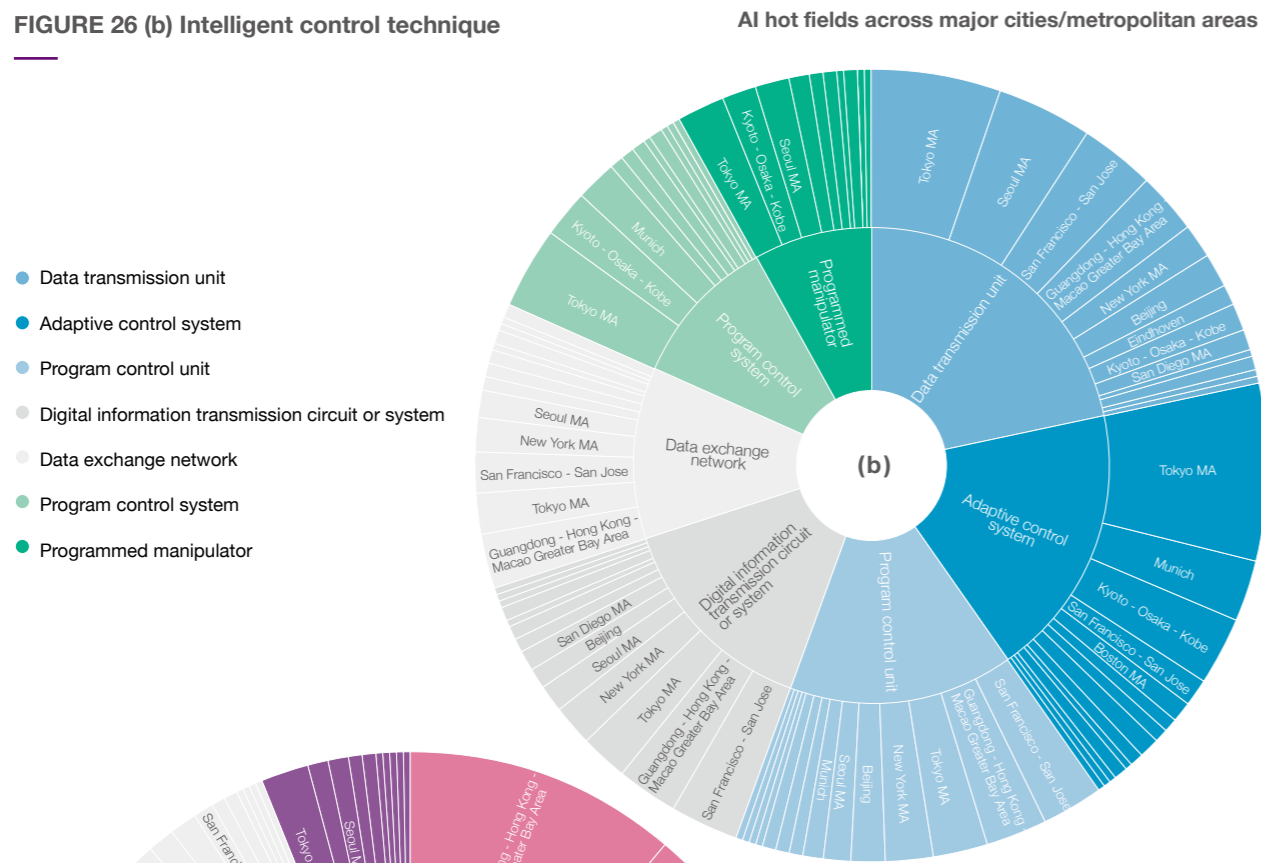 FIGURE 26 (b) Intelligent control technique
AI hot fields across major cities/metropolitan areas
Data transmission unit
Adaptive control system
Program control unit
Digital information transmission circuit or system
Data exchange network
Program control system
Programmed manipulator
(b)
Data transmission unit
Tokyo MA
Seoul MA
San Francisco - San Jose
Guangdong - Hong Kong
Macao Greater Bay Area
New York MA
Beijing
Eindhoven
Kyoto - Osaka - Kobe
San Diego MA
Adaptive control
system
Tokyo MA
Munich
Kyoto - Osaka - Kobe
San Francisco - San Jose
Boston MA
Program control unit
San Francisco - San Jose
Guangdong - Hong Kong
Macao Greater Bay Area
Tokyo MA
New York MA
Beijing
Seoul MA
Munich
Digital information
transmission circuit
or system
San Francisco - San Jose
Guangdong - Hong Kong -
Macao Greater Bay Area
Tokyo MA
New York MA
Seoul MA
Beijing
San Diego MA
Data exchange
network
Guangdong - Hong Kong -
Macao Greater Bay Area
Tokyo MA
San Francisco - San Jose
New York MA
Seoul MA
Program control
system
Tokyo MA
Kyoto - Osaka - Kobe
Munich
Programmed
manipulator
Tokyo MA
Kyoto - Osaka - Kobe
Seoul MA
San
Tokyo
Seoul
Hong Kong -
Bay Area